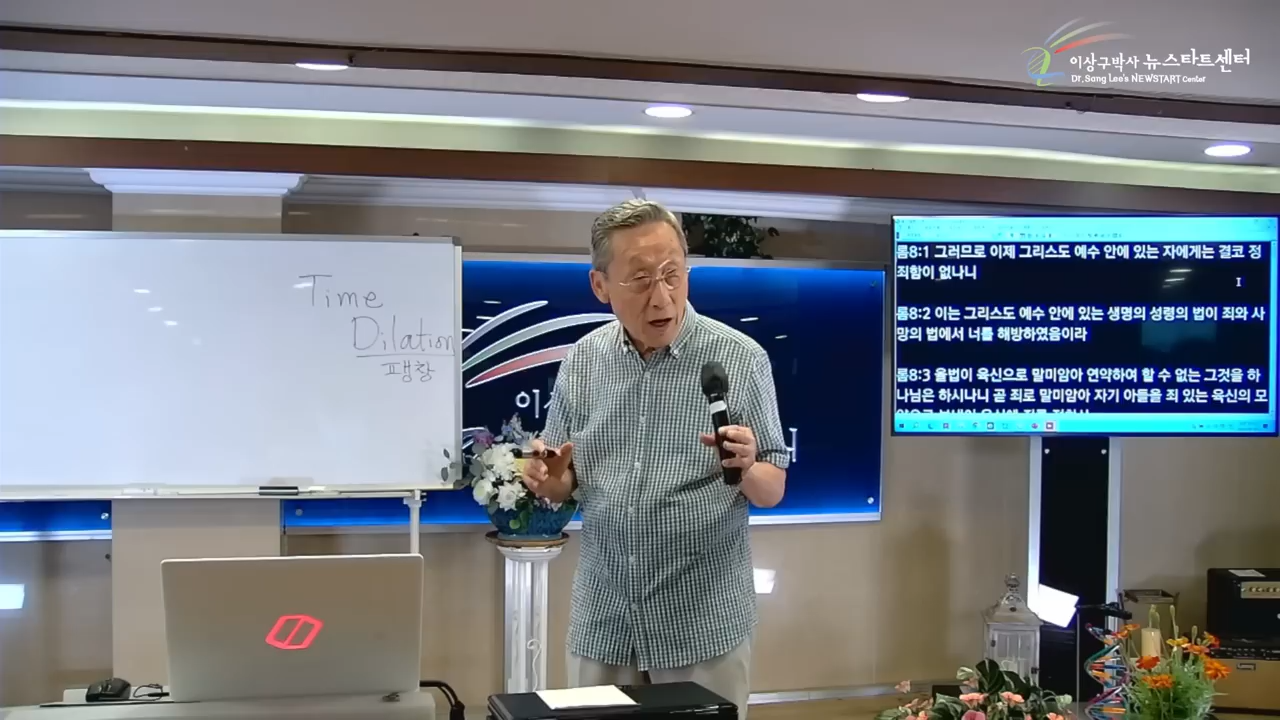 이상구박사 뉴스타트센터
Dr. Sang Lee's NEWSTART Center
Time
Dilation
팽창
이상
롬8:1 그러므로 이제 그리스도 예수 안에 있는 자에게는 결코 정
죄함이 없나니
롬8:2 이는 그리스도 예수 안에 있는 생명의 성령의 법이 죄와 사
망의 법에서 너를 해방하였음이라
롬8:3 율법이 육신으로 말미암아 연약하여 할 수 없는 그것을 하
나님은 하시나니 곧 죄로 말미암아 자기 아들을 죄 있는 육신의 모